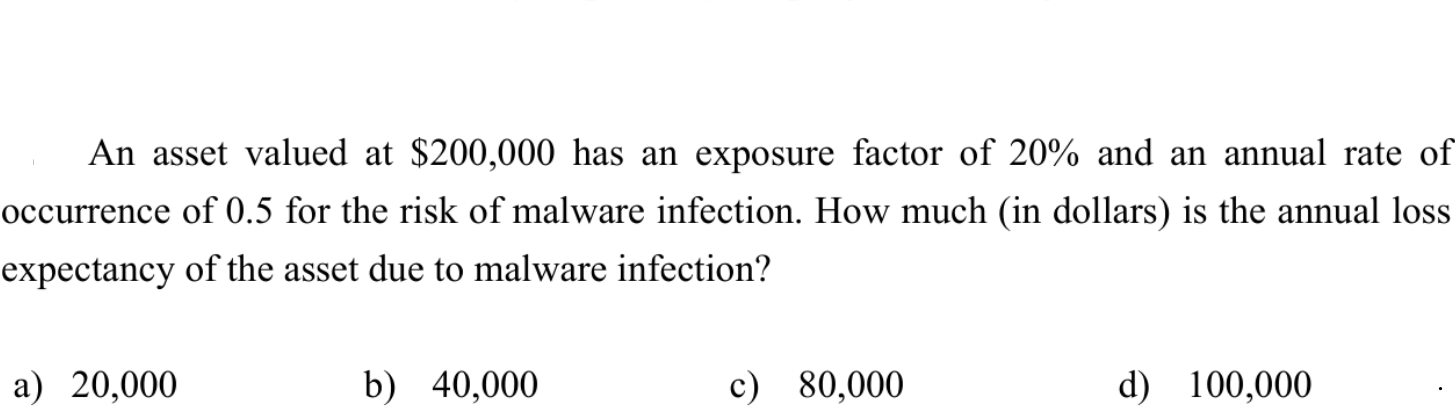 An asset valued at $200,000 has an exposure factor of 20% and an annual rate of
occurrence of 0.5 for the risk of malware infection. How much (in dollars) is the annual loss
expectancy of the asset due to malware infection?
a) 20,000 b) 40,000 c) 80,000 d) 100,000